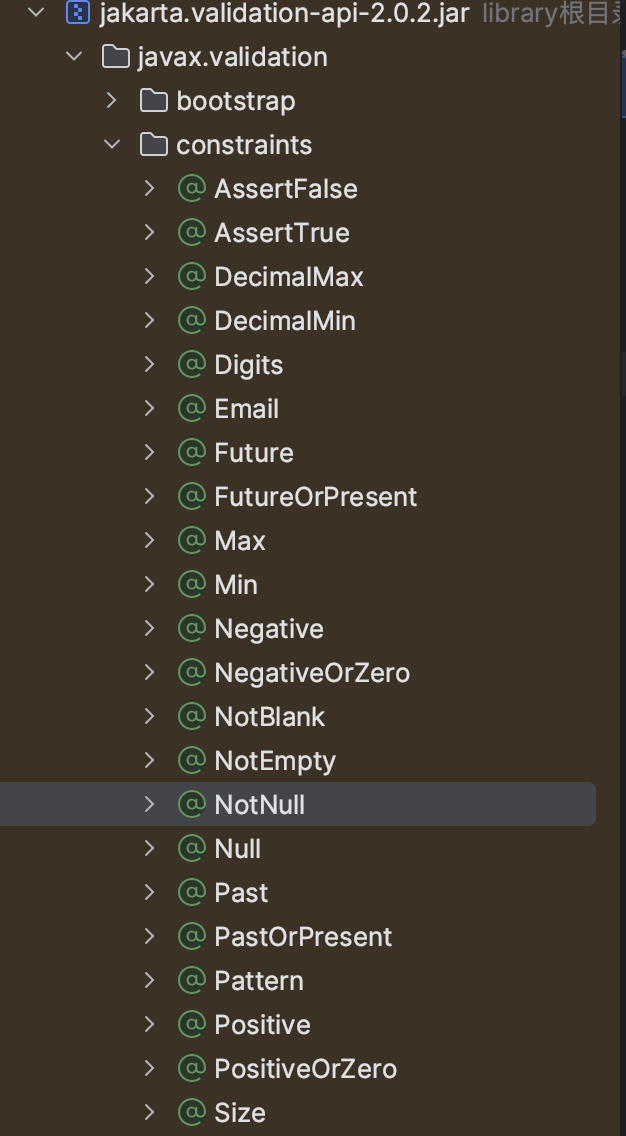 jakarta.validation-api-2.0.2.jar library根目录
javax.validation
bootstrap
constraints
@ AssertFalse
@ AssertTrue
@ DecimalMax
@ DecimalMin
@ Digits
@ Email
@ Future
@ FutureOrPresent
@ Max
@ Min
@ Negative
@ NegativeOrZero
@ NotBlank
@ NotEmpty
@ NotNull
@ Null
@ Past
@ PastOrPresent
@ Pattern
@ Positive
@ PositiveOrZero
@ Size